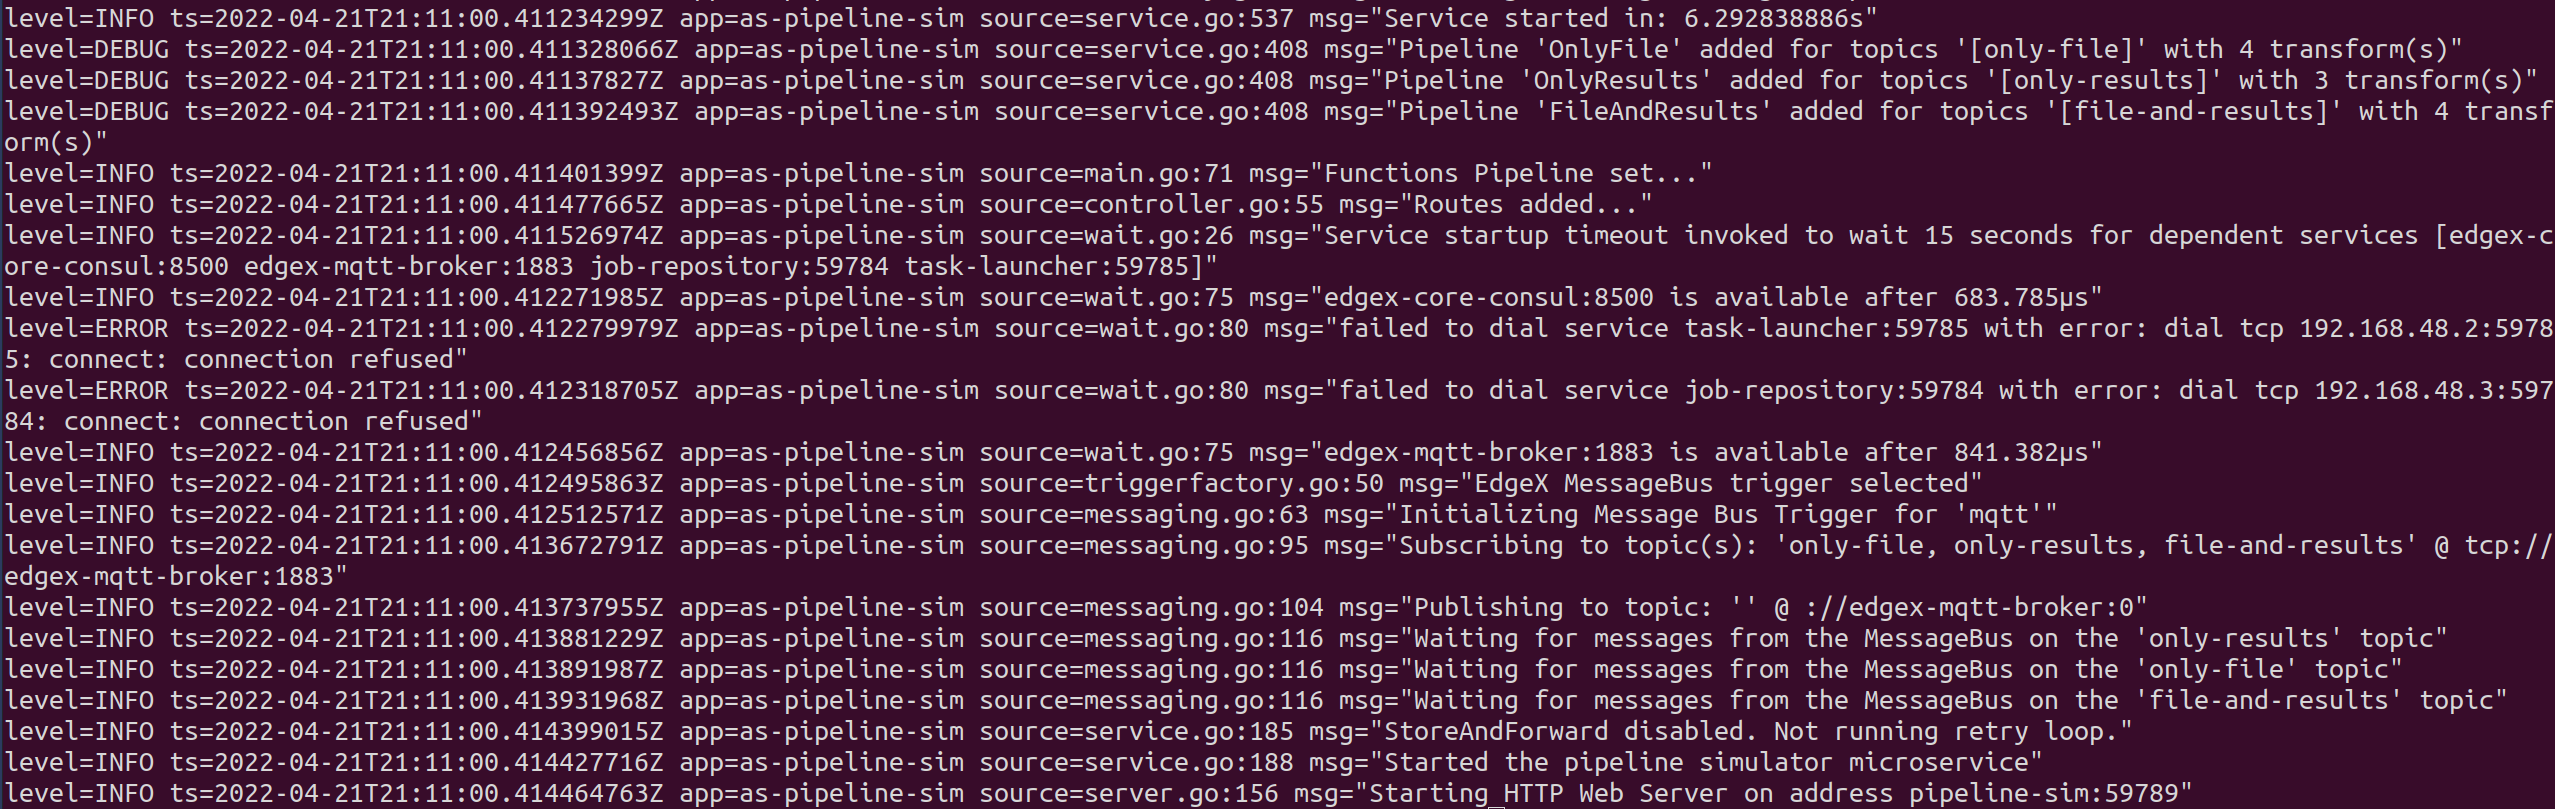 level=INFO ts=2022-04-21T21:11:00.411234299Z app=as-pipeline-sim source=service.go:537 msg="Service started in: 6.292838886s"
level=DEBUG ts=2022-04-21T21:11:00.411328066Z app=as-pipeline-sim source=service.go:408 msg="Pipeline 'OnlyFile' added for topics '[only-file]' with 4 transform(s)"
level=DEBUG ts=2022-04-21T21:11:00.41137827Z app=as-pipeline-sim source=service.go:408 msg="Pipeline 'OnlyResults' added for topics '[only-results]' with 3 transform(s)"
level=DEBUG ts=2022-04-21T21:11:00.411392493Z app=as-pipeline-sim source=service.go:408 msg="Pipeline 'FileAndResults' added for topics '[file-and-results]' with 4 transf
orm(s)"
level=INFO ts=2022-04-21T21:11:00.411401399Z app=as-pipeline-sim source=main.go:71 msg="Functions Pipeline set..."
level=INFO ts=2022-04-21T21:11:00.411477665Z app=as-pipeline-sim source=controller.go:55 msg="Routes added..."
level=INFO ts=2022-04-21T21:11:00.411526974Z app=as-pipeline-sim source=wait.go:26 msg="Service startup timeout invoked to wait 15 seconds for dependent services [edgex-c
ore-consul:8500 edgex-mqtt-broker:1883 job-repository:59784 task-launcher:59785]"
level=INFO ts=2022-04-21T21:11:00.412271985Z app=as-pipeline-sim source=wait.go:75 msg="edgex-core-consul:8500 is available after 683.785µs"
level=ERROR ts=2022-04-21T21:11:00.412279979Z app=as-pipeline-sim source=wait.go:80 msg="failed to dial service task-launcher:59785 with error: dial tcp 192.168.48.2:5978
5: connect: connection refused"
level=ERROR ts=2022-04-21T21:11:00.412318705Z app=as-pipeline-sim source=wait.go:80 msg="failed to dial service job-repository:59784 with error: dial tcp 192.168.48.3:597
84: connect: connection refused"
level=INFO ts=2022-04-21T21:11:00.412456856Z app=as-pipeline-sim source=wait.go:75 msg="edgex-mqtt-broker:1883 is available after 841.382µs"
level=INFO ts=2022-04-21T21:11:00.412495863Z app=as-pipeline-sim source=triggerfactory.go:50 msg="EdgeX MessageBus trigger selected"
level=INFO ts=2022-04-21T21:11:00.412512571Z app=as-pipeline-sim source=messaging.go:63 msg="Initializing Message Bus Trigger for 'mqtt'"
level=INFO ts=2022-04-21T21:11:00.413672791Z app=as-pipeline-sim source=messaging.go:95 msg="Subscribing to topic(s): 'only-file, only-results, file-and-results' @ tcp://
edgex-mqtt-broker:1883"
level=INFO ts=2022-04-21T21:11:00.413737955Z app=as-pipeline-sim source=messaging.go:104 msg="Publishing to topic: '' @ ://edgex-mqtt-broker:0"
level=INFO ts=2022-04-21T21:11:00.413881229Z app=as-pipeline-sim source=messaging.go:116 msg="Waiting for messages from the MessageBus on the 'only-results' topic"
level=INFO ts=2022-04-21T21:11:00.413891987Z app=as-pipeline-sim source=messaging.go:116 msg="Waiting for messages from the MessageBus on the 'only-file' topic"
level=INFO ts=2022-04-21T21:11:00.413931968Z app=as-pipeline-sim source=messaging.go:116 msg="Waiting for messages from the MessageBus on the 'file-and-results' topic"
level=INFO ts=2022-04-21T21:11:00.414399015Z app=as-pipeline-sim source=service.go:185 msg="StoreAndForward disabled. Not running retry loop."
level=INFO ts=2022-04-21T21:11:00.414427716Z app=as-pipeline-sim source=service.go:188 msg="Started the pipeline simulator microservice"
level=INFO ts=2022-04-21T21:11:00.414464763Z app=as-pipeline-sim source=server.go:156 msg="Starting HTTP Web Server on address pipeline-sim:59789"